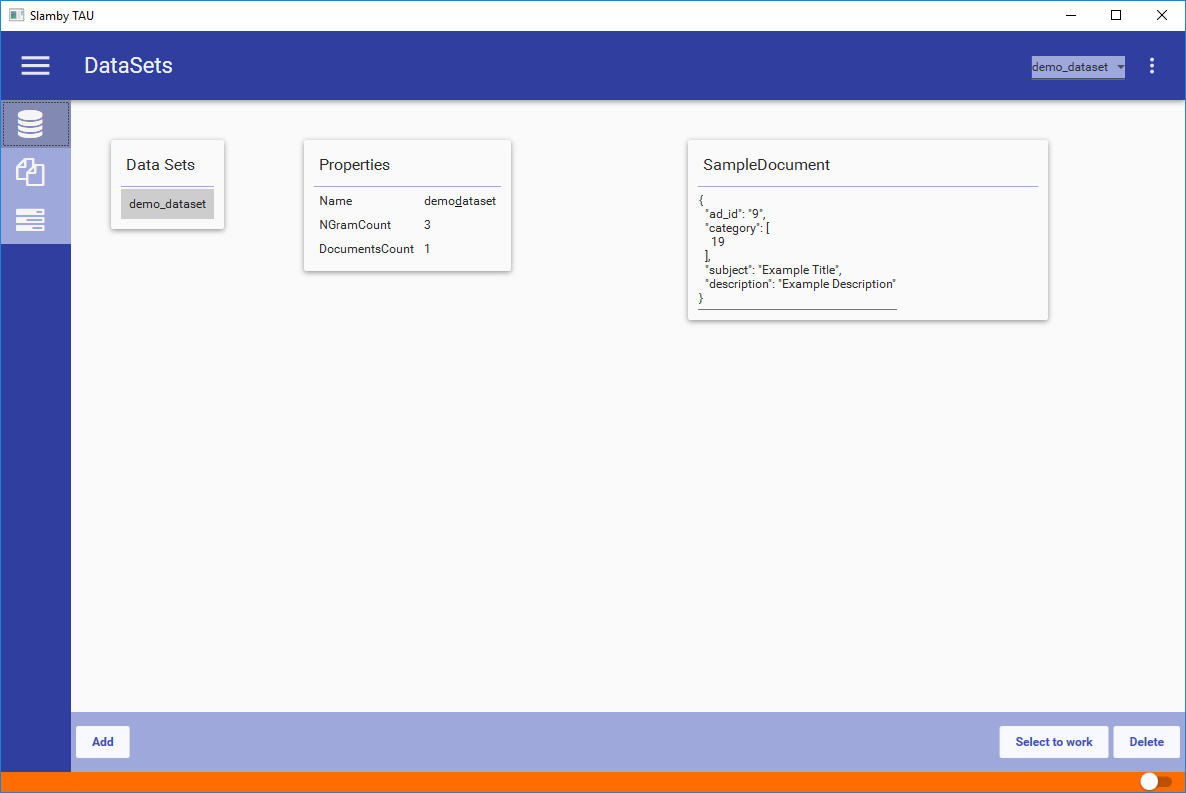 Slamby TAU
DataSets
demo_dataset
Data Sets
demo_dataset
Properties
Name demodataset
NGramCount 3
DocumentsCount 1
SampleDocument
{
"ad_id": "9",
"category": [
19
],
"subject": "Example Title",
"description": "Example Description"
}
Add
Select to work
Delete